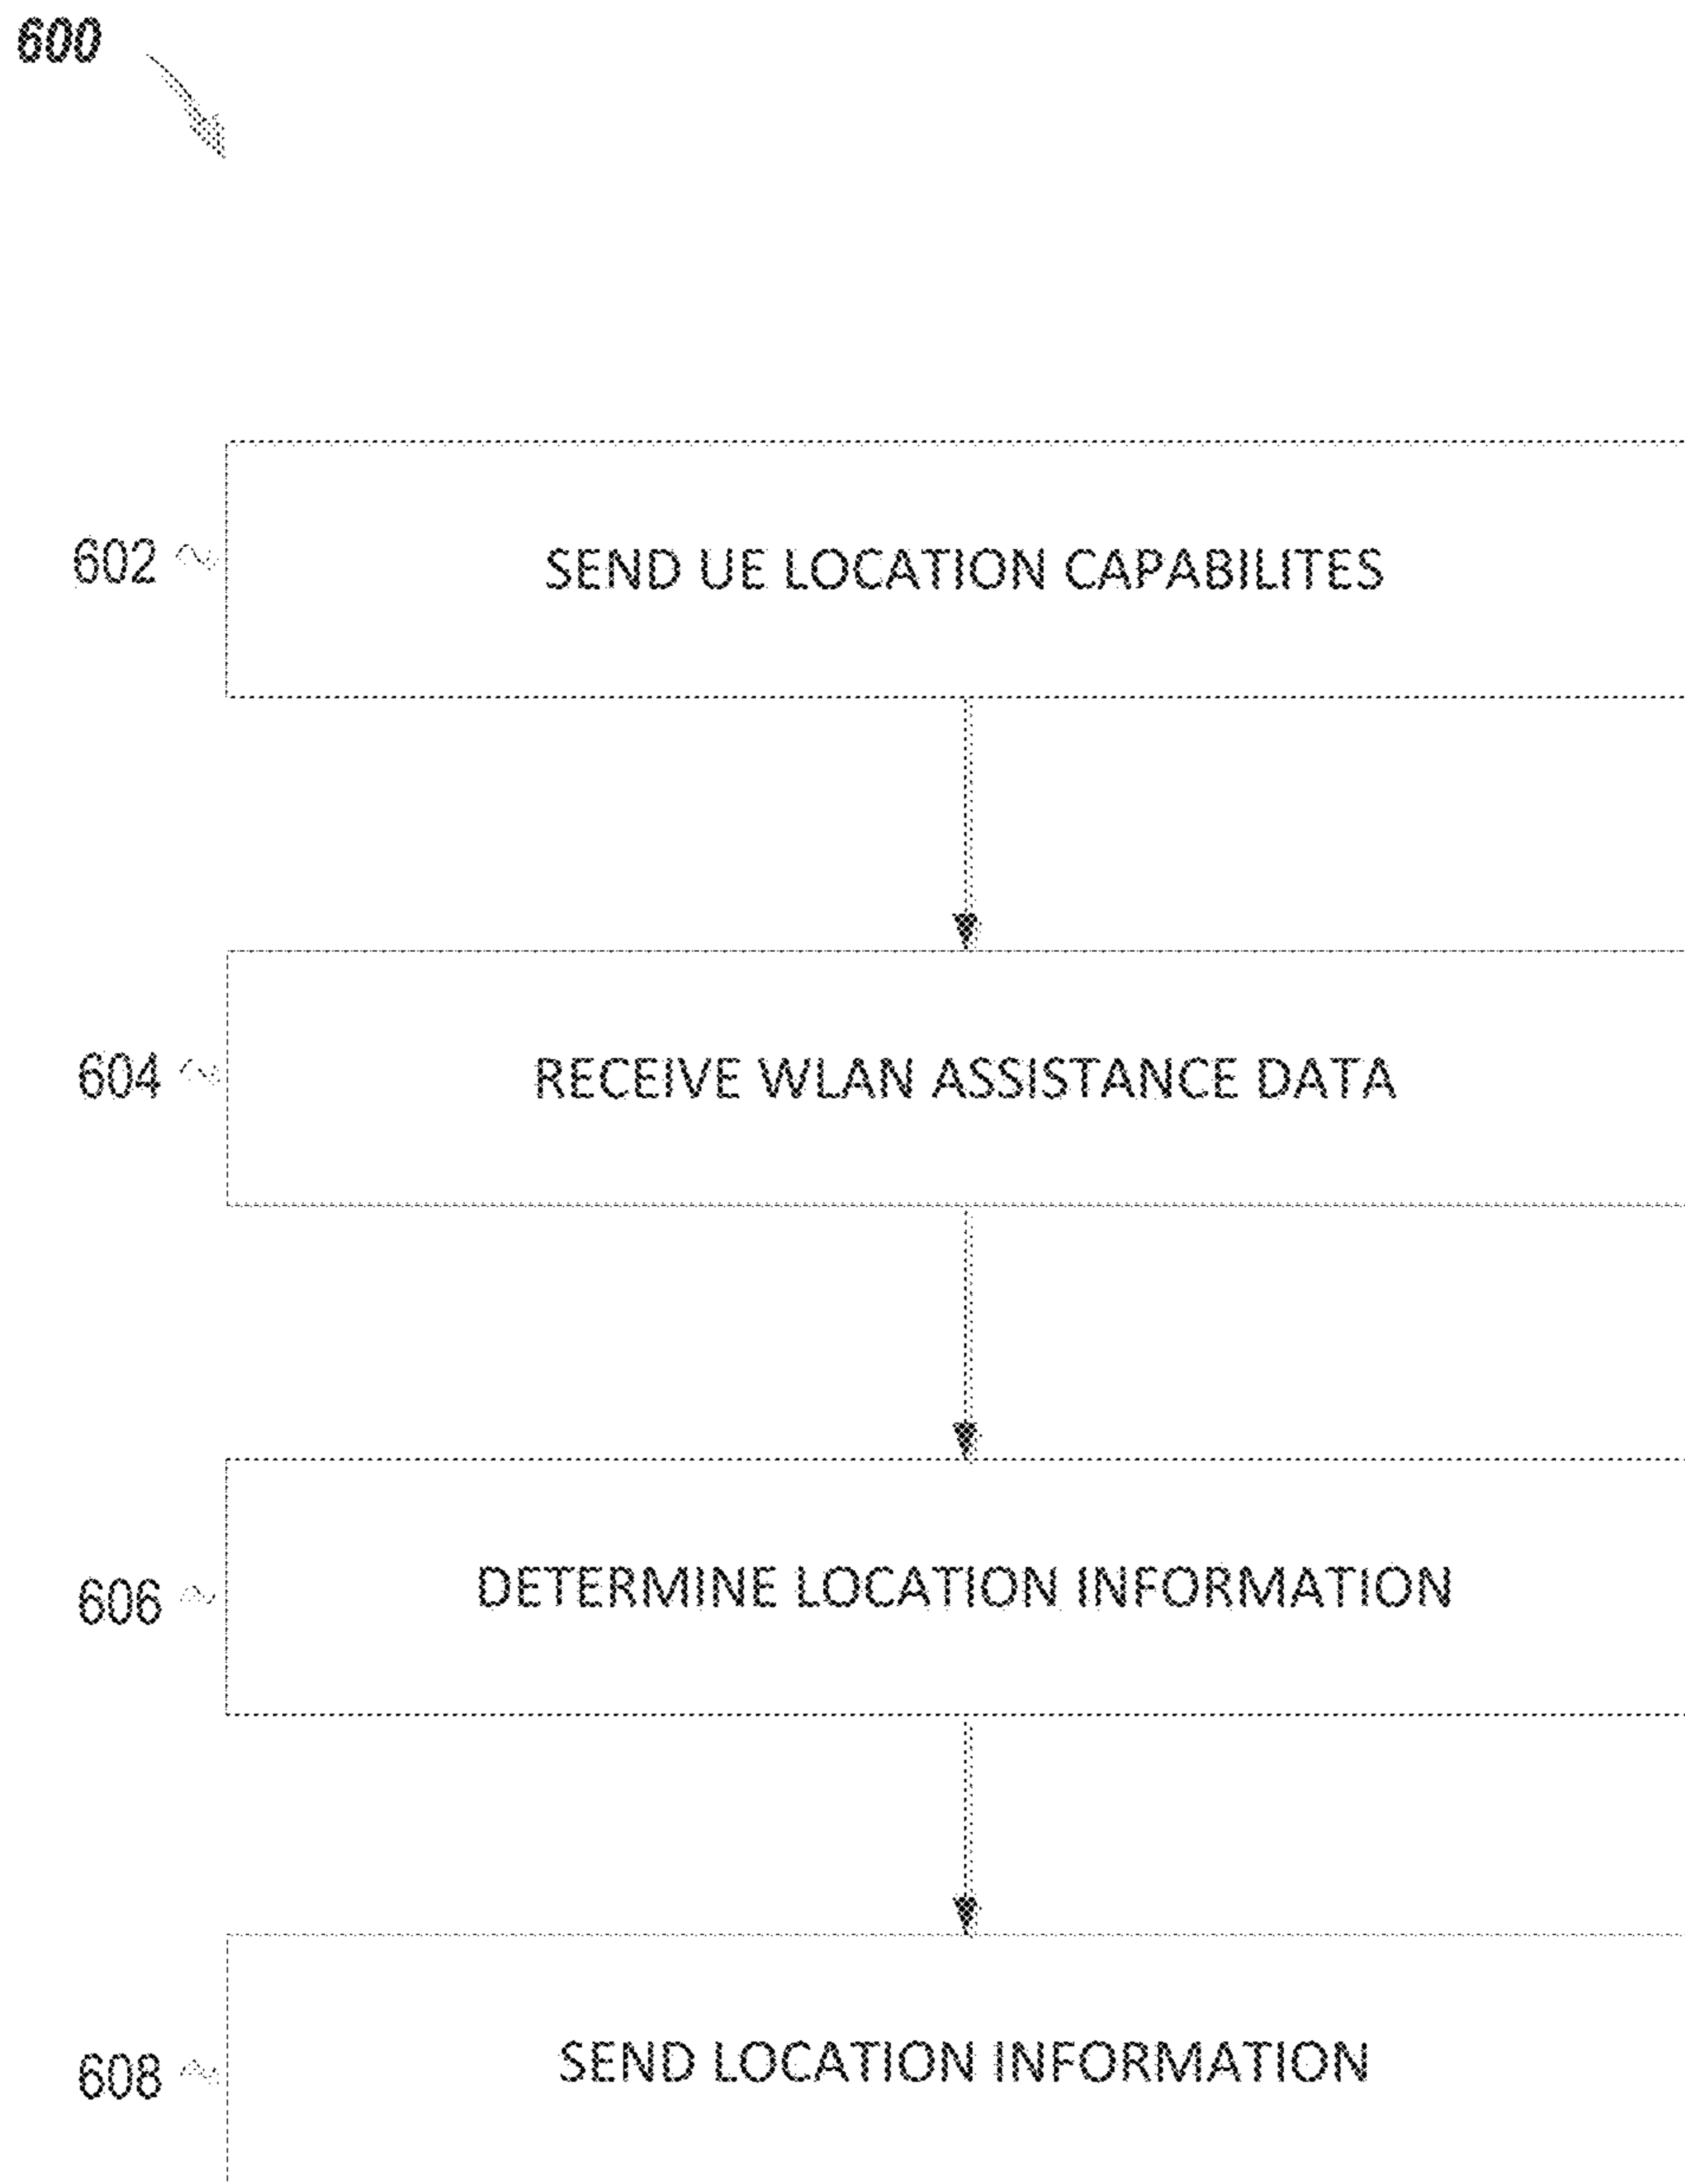 600
602 SEND UE LOCATION CAPABILITES
604 RECEIVE WLAN ASSISTANCE DATA
606 DETERMINE LOCATION INFORMATION
608 SEND LOCATION INFORMATION